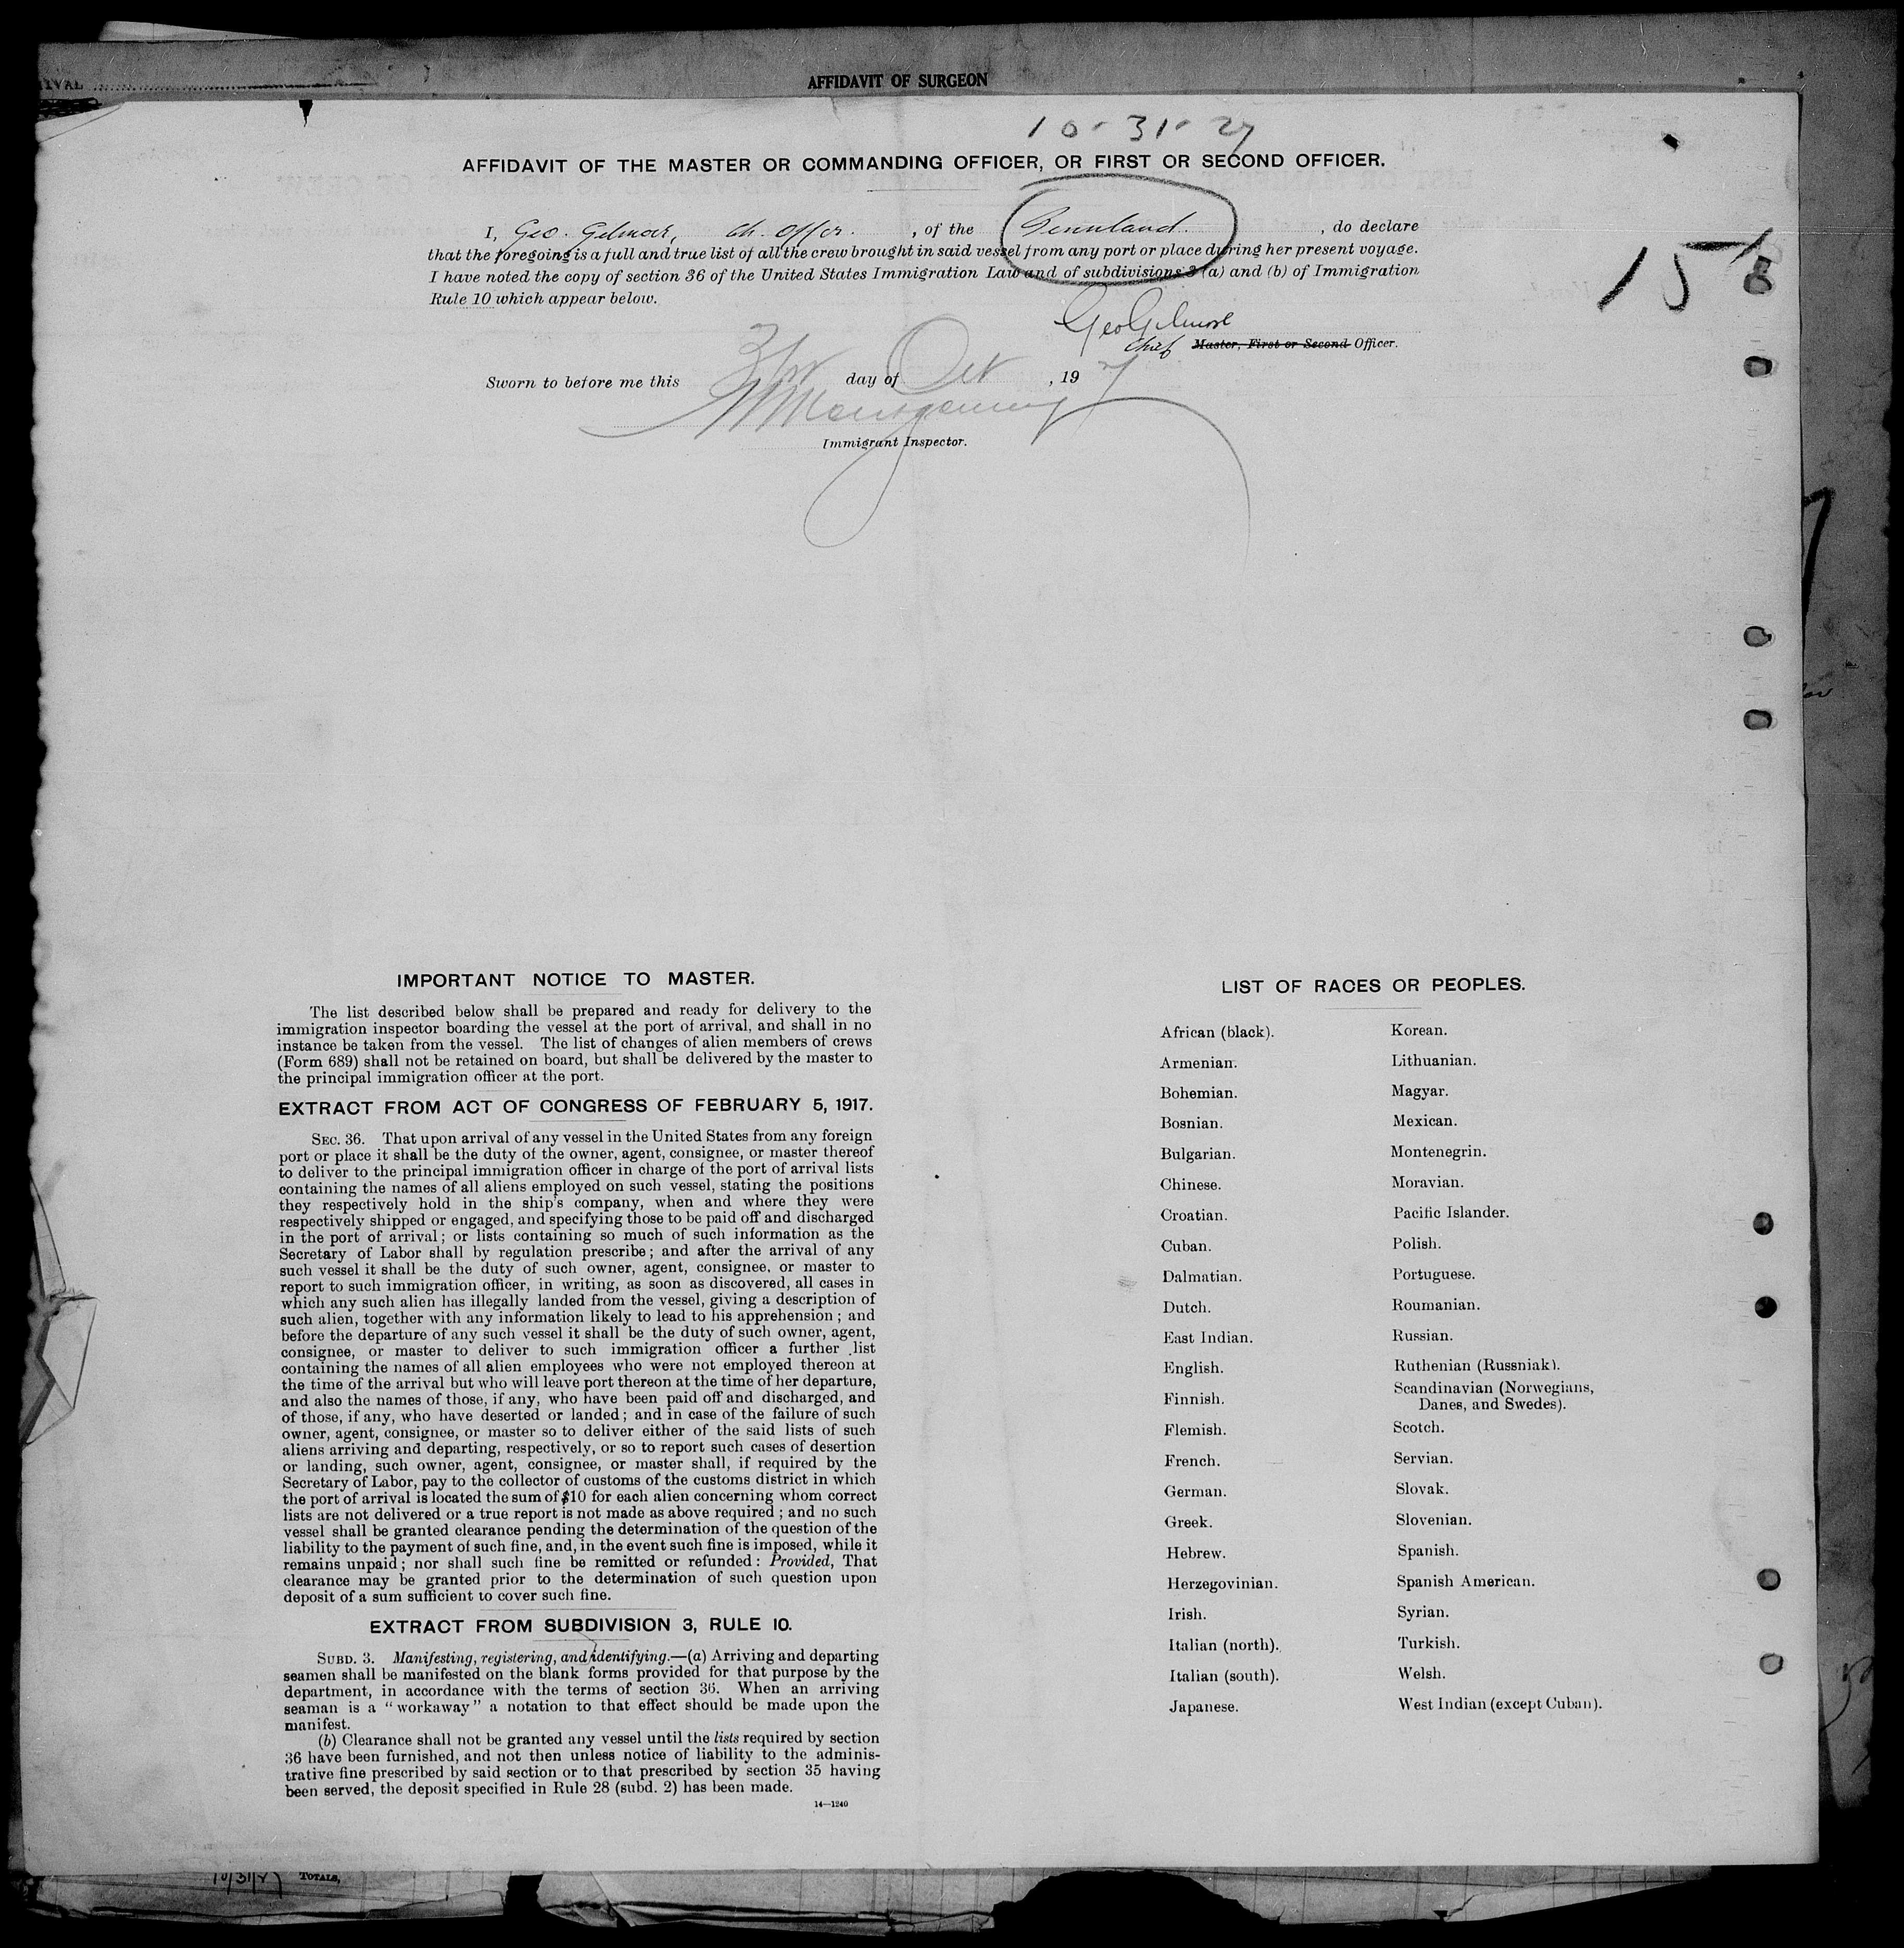 AFFIDAVIT OF SURGEON
10-31-27
AFFIDAVIT OF THE MASTER OR COMMANDING OFFICER, OR FIRST OR SECOND OFFICER.
I, Geo. Gilmore, ch. offcr. , of the Pennland. , do declare
that the foregoing is a full and true list of all the crew brought in said vessel from any port or place during her present voyage.
I have noted the copy of section 36 of the United States Immigration Law and of subdivisions 3 (a) and (b) of Immigration
Rule 10 which appear below.
15
Geo Gilmore
Chief Master, First or Second Officer.
Sworn to before me this 31st day of Oct , 1927
Montgomery
Immigrant Inspector.
IMPORTANT NOTICE TO MASTER.
The list described below shall be prepared and ready for delivery to the
immigration inspector boarding the vessel at the port of arrival, and shall in no
instance be taken from the vessel. The list of changes of alien members of crews
(Form 689) shall not be retained on board, but shall be delivered by the master to
the principal immigration officer at the port.
EXTRACT FROM ACT OF CONGRESS OF FEBRUARY 5, 1917.
SEC. 36. That upon arrival of any vessel in the United States from any foreign
port or place it shall be the duty of the owner, agent, consignee, or master thereof
to deliver to the principal immigration officer in charge of the port of arrival lists
containing the names of all aliens employed on such vessel, stating the positions
they respectively hold in the ship's company, when and where they were
respectively shipped or engaged, and specifying those to be paid off and discharged
in the port of arrival; or lists containing so much of such information as the
Secretary of Labor shall by regulation prescribe; and after the arrival of any
such vessel it shall be the duty of such owner, agent, consignee, or master to
report to such immigration officer, in writing, as soon as discovered, all cases in
which any such alien has illegally landed from the vessel, giving a description of
such alien, together with any information likely to lead to his apprehension; and
before the departure of any such vessel it shall be the duty of such owner, agent,
consignee, or master to deliver to such immigration officer a further list
containing the names of all alien employees who were not employed thereon at
the time of the arrival but who will leave port thereon at the time of her departure,
and also the names of those, if any, who have been paid off and discharged, and
of those, if any, who have deserted or landed; and in case of the failure of such
owner, agent, consignee, or master so to deliver either of the said lists of such
aliens arriving and departing, respectively, or so to report such cases of desertion
or landing, such owner, agent, consignee, or master shall, if required by the
Secretary of Labor, pay to the collector of customs of the customs district in which
the port of arrival is located the sum of $10 for each alien concerning whom correct
lists are not delivered or a true report is not made as above required; and no such
vessel shall be granted clearance pending the determination of the question of the
liability to the payment of such fine, and, in the event such fine is imposed, while it
remains unpaid; nor shall such fine be remitted or refunded: Provided, That
clearance may be granted prior to the determination of such question upon
deposit of a sum sufficient to cover such fine.
EXTRACT FROM SUBDIVISION 3, RULE 10.
SUBD. 3. Manifesting, registering, and identifying.—(a) Arriving and departing
seamen shall be manifested on the blank forms provided for that purpose by the
department, in accordance with the terms of section 36. When an arriving
seaman is a "workaway" a notation to that effect should be made upon the
manifest.
(b) Clearance shall not be granted any vessel until the lists required by section
36 have been furnished, and not then unless notice of liability to the adminis-
trative fine prescribed by said section or to that prescribed by section 35 having
been served, the deposit specified in Rule 28 (subd. 2) has been made.
14—1240
LIST OF RACES OR PEOPLES.
African (black).
Armenian.
Bohemian.
Bosnian.
Bulgarian.
Chinese.
Croatian.
Cuban.
Dalmatian.
Dutch.
East Indian.
English.
Finnish.
Flemish.
French.
German.
Greek.
Hebrew.
Herzegovinian.
Irish.
Italian (north).
Italian (south).
Japanese.
Korean.
Lithuanian.
Magyar.
Mexican.
Montenegrin.
Moravian.
Pacific Islander.
Polish.
Portuguese.
Roumanian.
Russian.
Ruthenian (Russniak).
Scandinavian (Norwegians,
Danes, and Swedes).
Scotch.
Servian.
Slovak.
Slovenian.
Spanish.
Spanish American.
Syrian.
Turkish.
Welsh.
West Indian (except Cuban).
10/31/27 TOTALS,